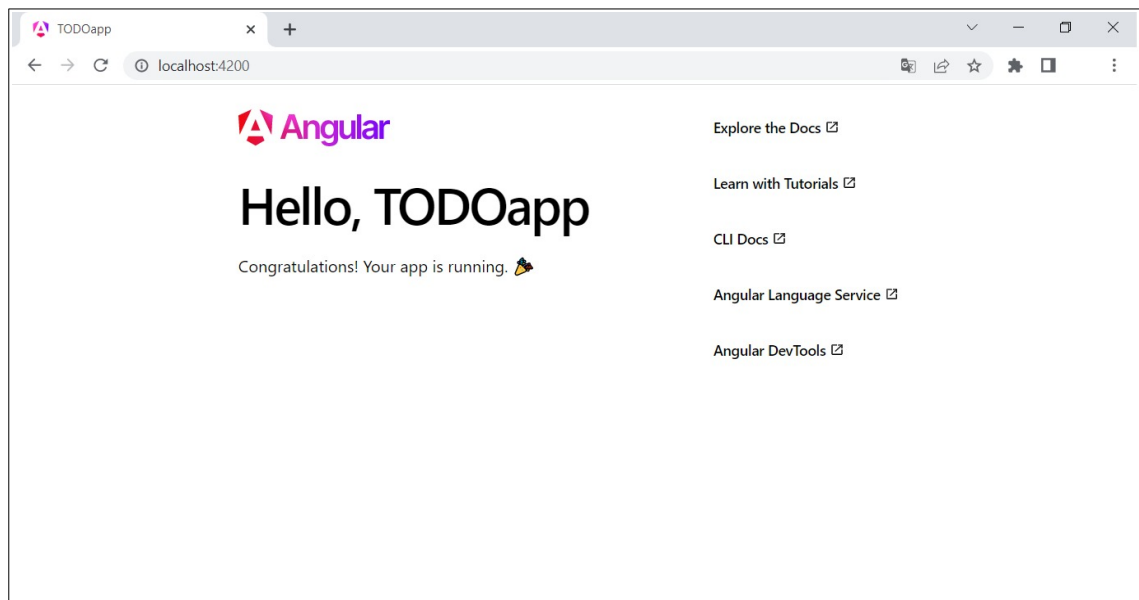 TODOapp
localhost:4200
Angular
Hello, TODOapp
Congratulations! Your app is running. 🎉
Explore the Docs
Learn with Tutorials
CLI Docs
Angular Language Service
Angular DevTools